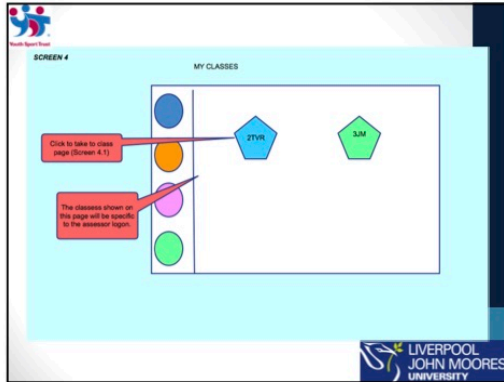 Youth Sport Trust
SCREEN 4
MY CLASSES
Click to take to class
page (Screen 4.1)
2TVR
3JM
The classess shown on
this page will be specific
to the assessor logon.
LIVERPOOL
JOHN MOORES
UNIVERSITY